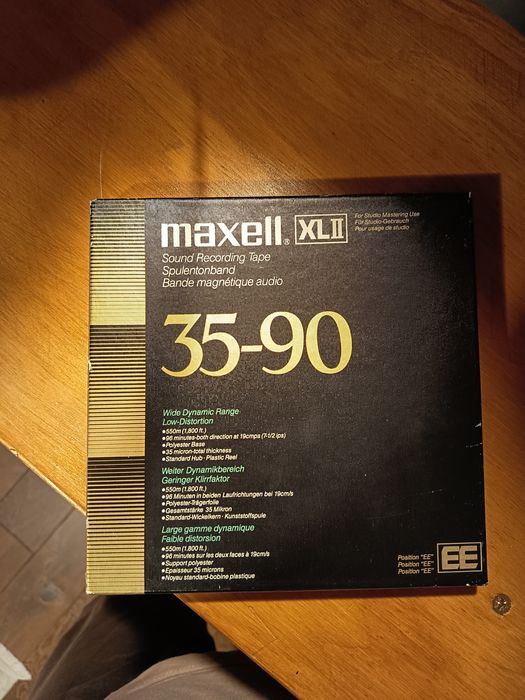 maxell® XLII
For Studio Mastering Use
Für Studio-Gebrauch
Pour usage de studio
Sound Recording Tape
Spulentonband
Bande magnétique audio
35-90
Wide Dynamic Range
Low-Distortion
●550m (1,800 ft.)
●96 minutes-both direction at 19cmps (7-1/2 ips)
●Polyester Base
●35 micron-total thickness
●Standard Hub·Plastic Reel
Weiter Dynamikbereich
Geringer Klirrfaktor
●550m (1.800 ft.)
●96 Minuten in beiden Laufrichtungen bei 19cm/s
●Polyester-Trägerfolie
●Gesamtstärke 35 Mikron
●Standard-Wickelkern·Kunststoffspule
Large gamme dynamique
Faible distorsion
●550m (1.800 ft.)
●96 minutes sur les deux faces à 19cm/s
●Support polyester
●Epaisseur 35 microns
●Noyau standard-bobine plastique
Position "EE"
Position "EE"
Position "EE"
EE